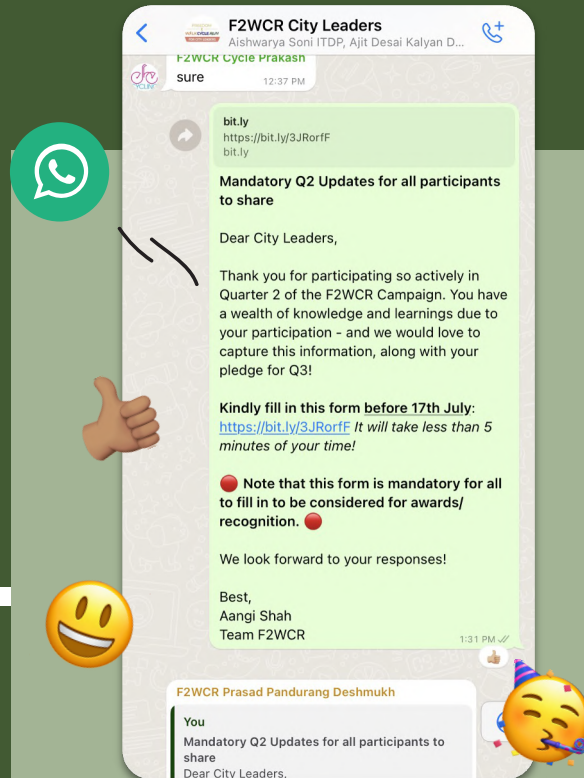 F2WCR City Leaders
Aishwarya Soni ITDP, Ajit Desai Kalyan D...
F2WCR Cycle Prakash
sure
12:37 PM
bit.ly
https://bit.ly/3JRorfF
bit.ly
Mandatory Q2 Updates for all participants
to share
Dear City Leaders,
Thank you for participating so actively in
Quarter 2 of the F2WCR Campaign. You have
a wealth of knowledge and learnings due to
your participation - and we would love to
capture this information, along with your
pledge for Q3!
Kindly fill in this form before 17th July:
https://bit.ly/3JRorfF It will take less than 5
minutes of your time!
🔴 Note that this form is mandatory for all
to fill in to be considered for awards/
recognition. 🔴
We look forward to your responses!
Best,
Aangi Shah
Team F2WCR
1:31 PM
F2WCR Prasad Pandurang Deshmukh
You
Mandatory Q2 Updates for all participants to
share
Dear City Leaders,